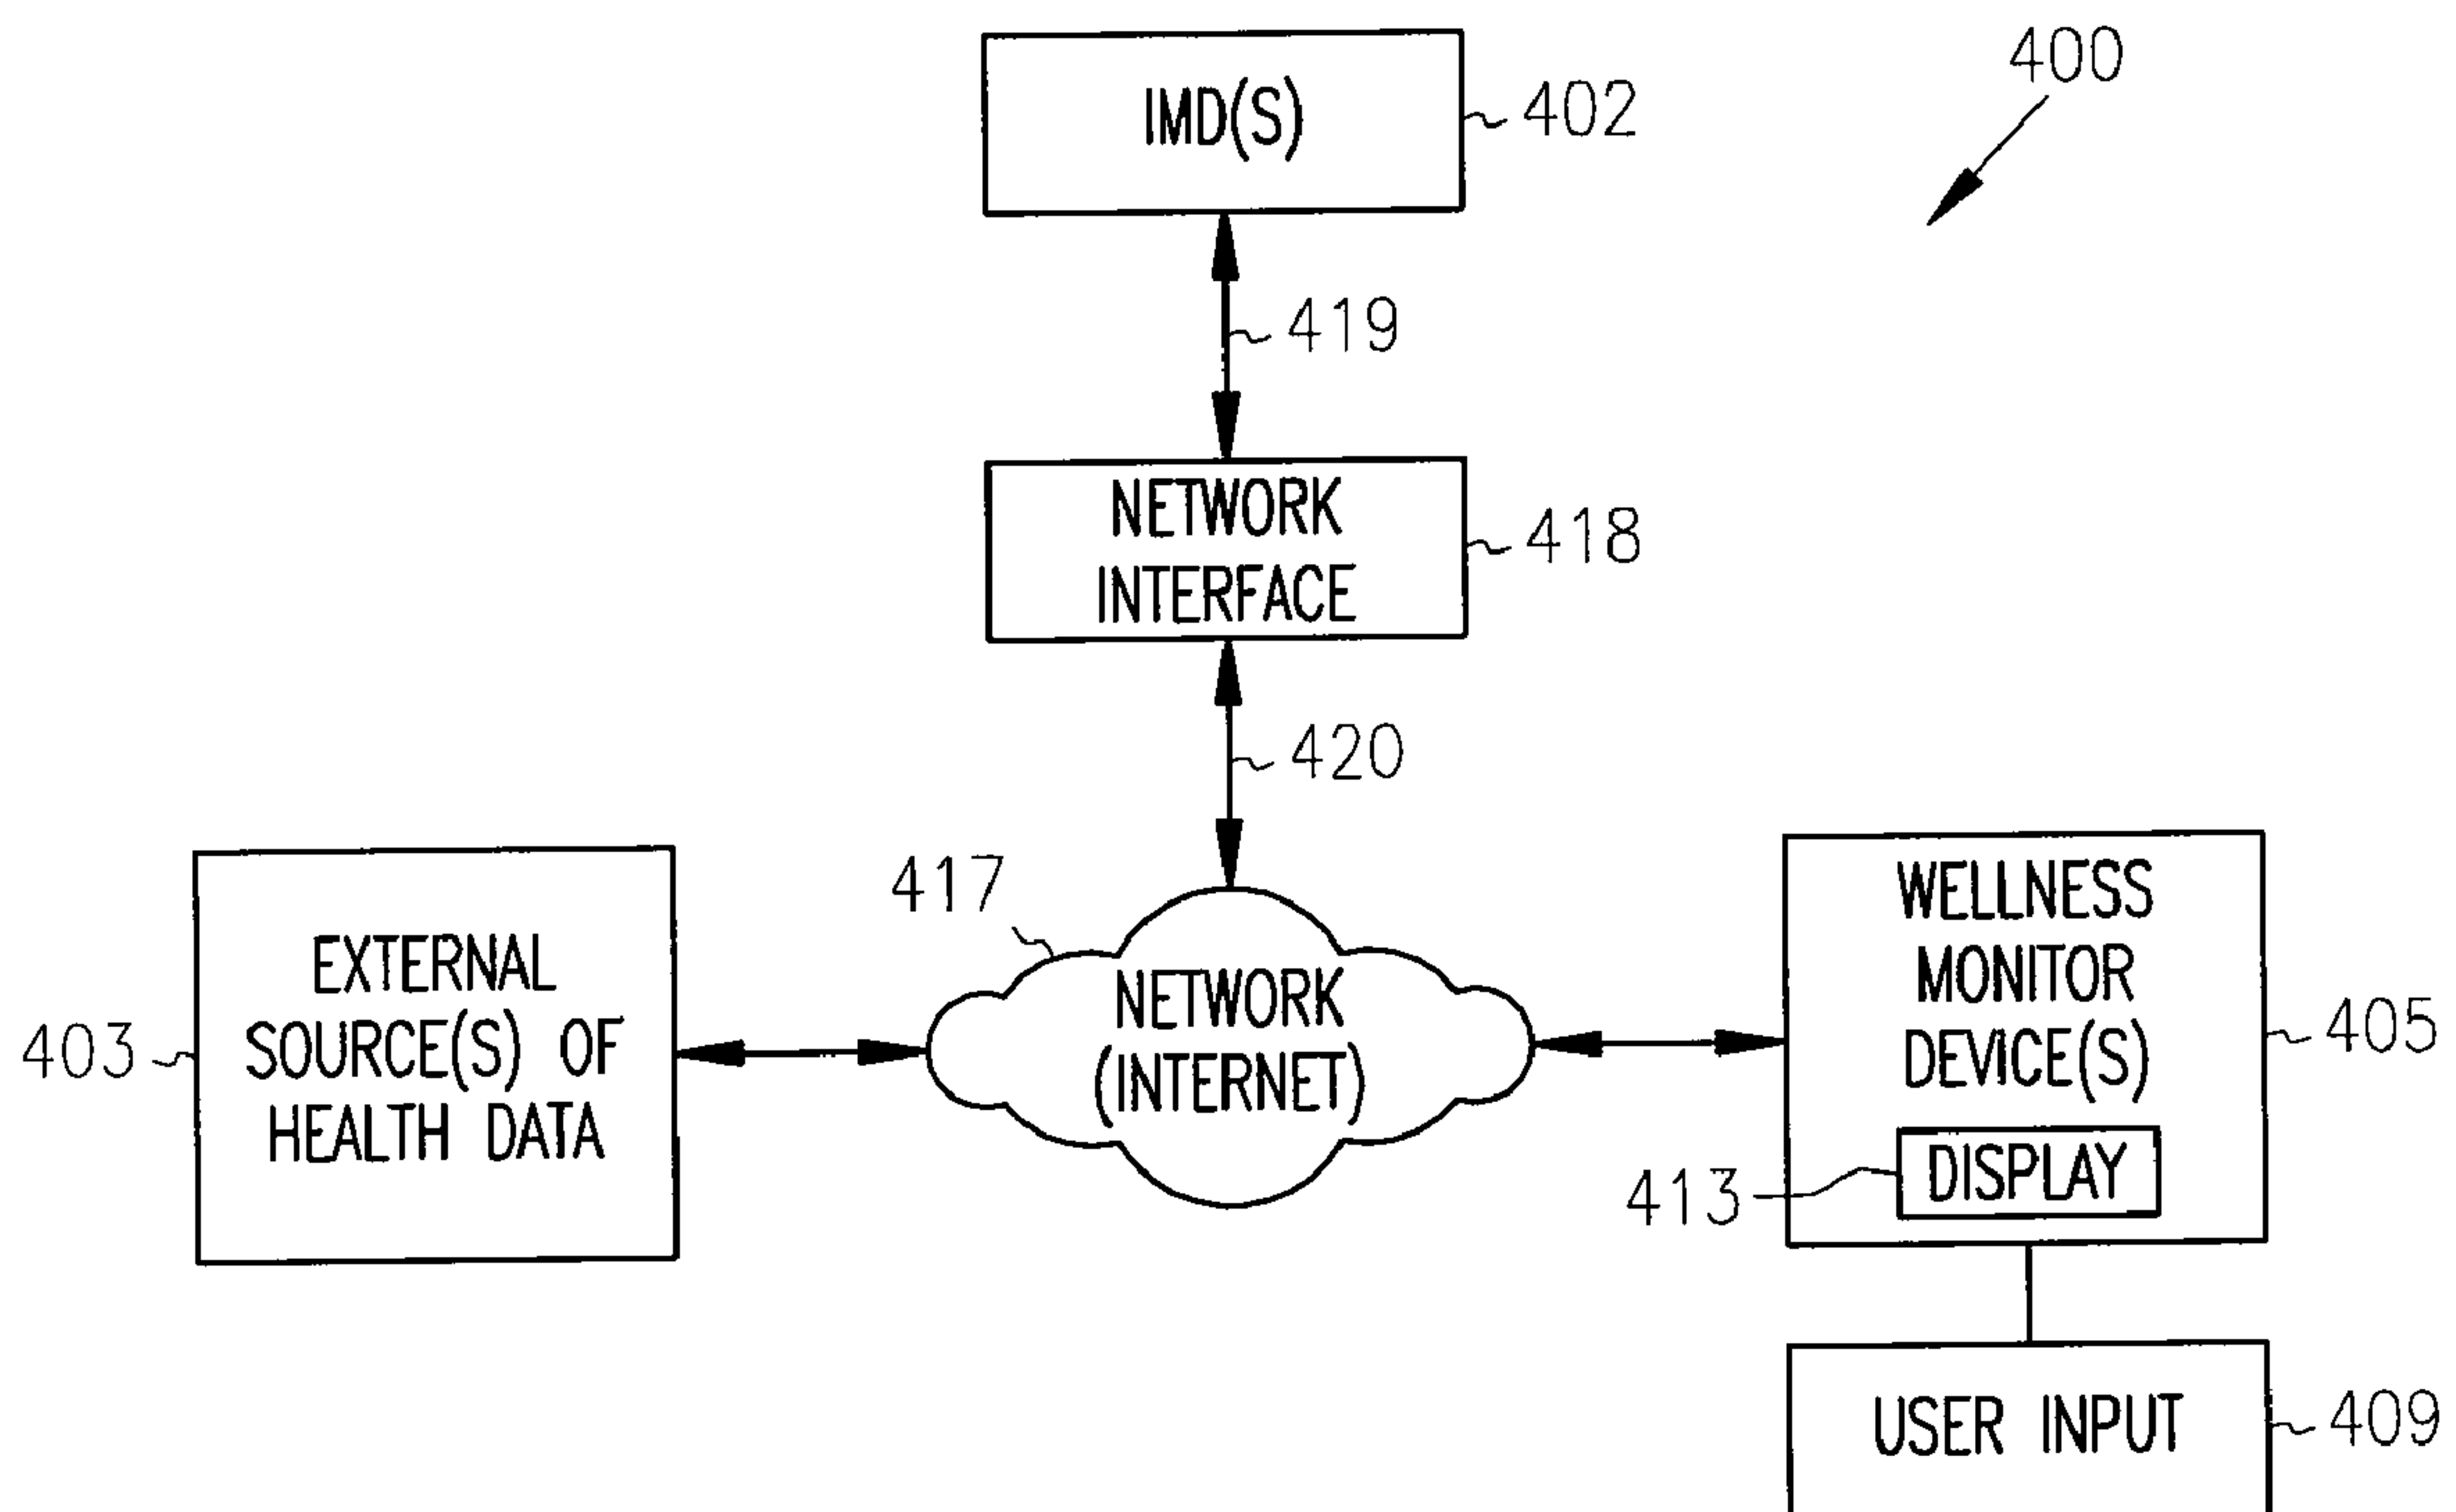 400
IMD(S)
402
419
NETWORK
INTERFACE
418
420
417
EXTERNAL
SOURCE(S) OF
HEALTH DATA
403
NETWORK
(INTERNET)
WELLNESS
MONITOR
DEVICE(S)
405
DISPLAY
413
USER INPUT
409